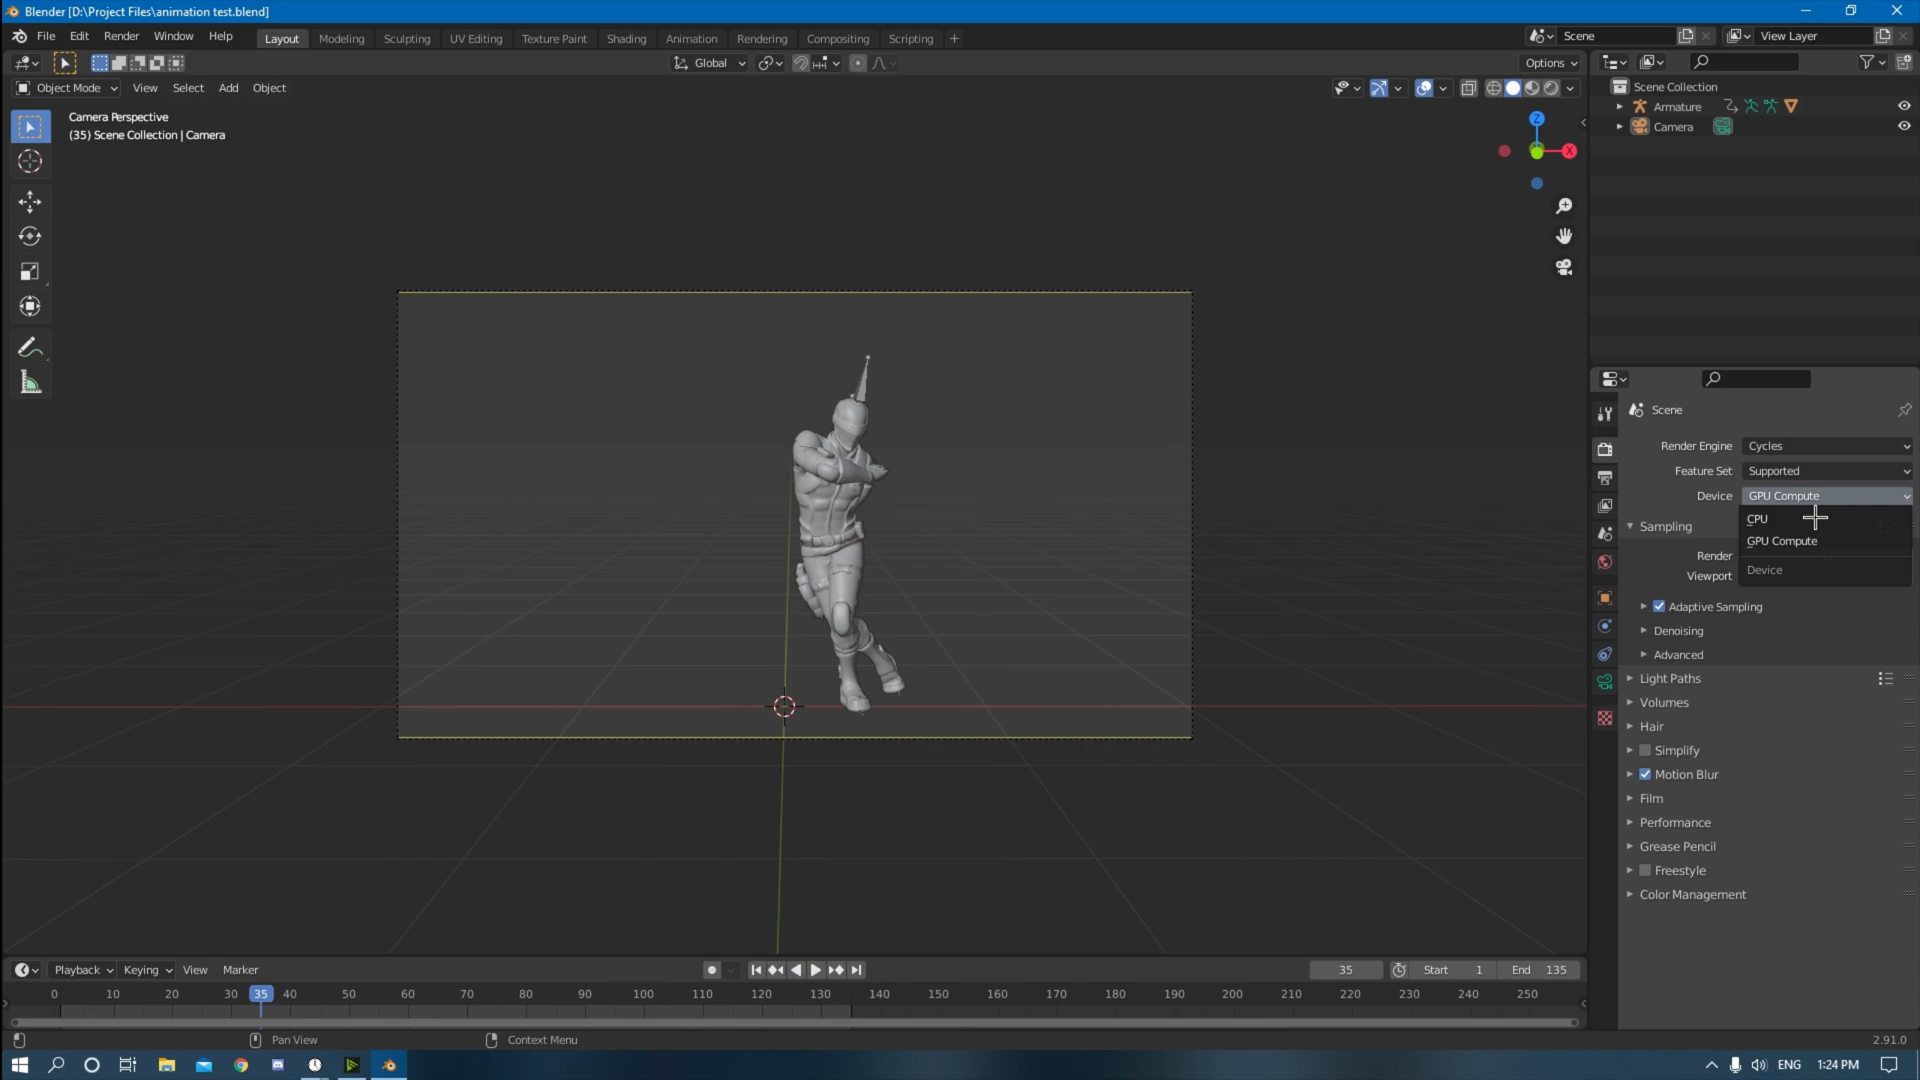 Blender [D:\Project Files\animation test.blend]
File Edit Render Window Help Layout Modeling Sculpting UV Editing Texture Paint Shading Animation Rendering Compositing Scripting + Scene View Layer
Global Options
Object Mode View Select Add Object
Camera Perspective
(35) Scene Collection | Camera
Z
X
Scene Collection
Armature
Camera
Scene
Render Engine Cycles
Feature Set Supported
Device GPU Compute
CPU
GPU Compute
Device
Sampling
Render
Viewport
Adaptive Sampling
Denoising
Advanced
Light Paths
Volumes
Hair
Simplify
Motion Blur
Film
Performance
Grease Pencil
Freestyle
Color Management
Playback Keying View Marker 35 Start 1 End 135
0 10 20 30 35 40 50 60 70 80 90 100 110 120 130 140 150 160 170 180 190 200 210 220 230 240 250
Pan View Context Menu 2.91.0
ENG 1:24 PM